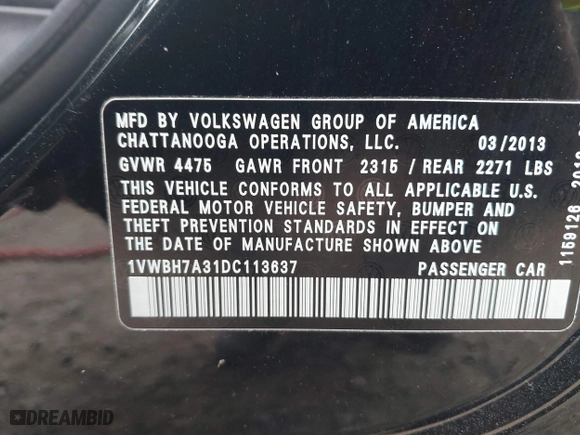 MFD BY VOLKSWAGEN GROUP OF AMERICA
CHATTANOOGA OPERATIONS, LLC. 03/2013
GVWR 4475 GAWR FRONT 2315 / REAR 2271 LBS
THIS VEHICLE CONFORMS TO ALL APPLICABLE U.S.
FEDERAL MOTOR VEHICLE SAFETY, BUMPER AND
THEFT PREVENTION STANDARDS IN EFFECT ON
THE DATE OF MANUFACTURE SHOWN ABOVE
1VWBH7A31DC113637 PASSENGER CAR
1159126
DREAMBID